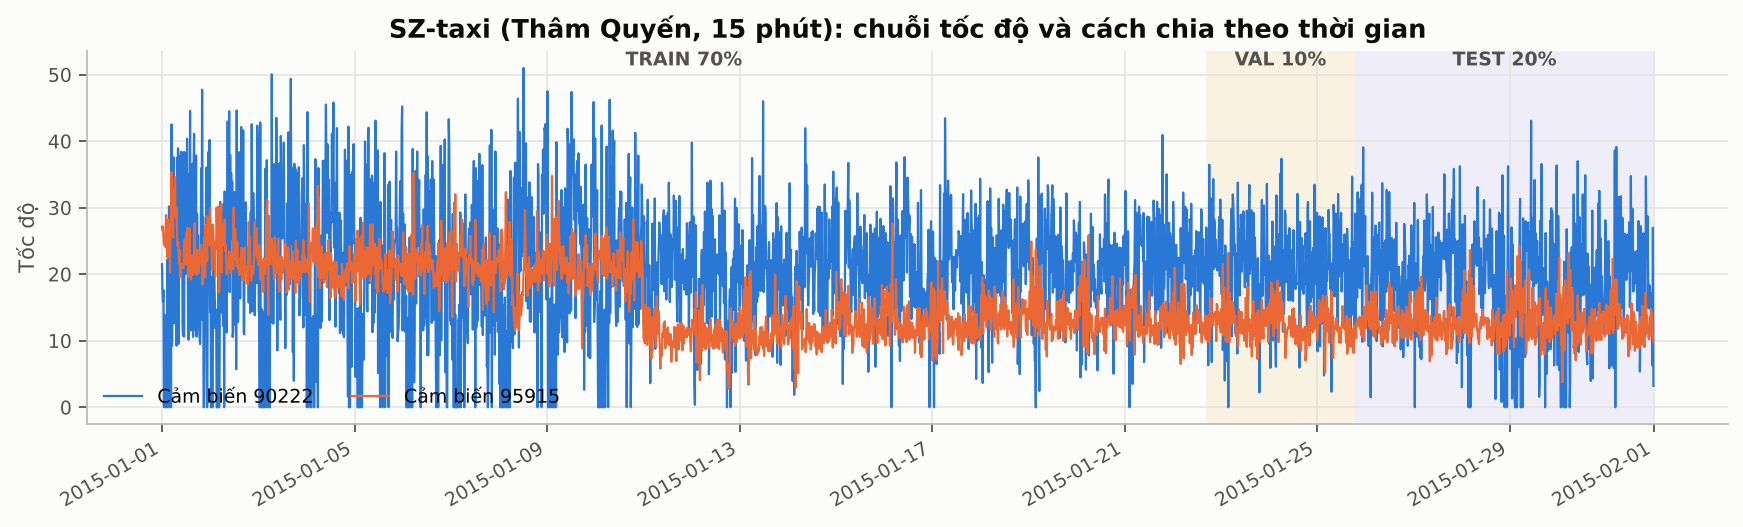 SZ-taxi (Thâm Quyến, 15 phút): chuỗi tốc độ và cách chia theo thời gian
TRAIN 70%
VAL 10%
TEST 20%
Tốc độ
50
40
30
20
10
0
Cảm biến 90222
Cảm biến 95915
2015-01-01
2015-01-05
2015-01-09
2015-01-13
2015-01-17
2015-01-21
2015-01-25
2015-01-29
2015-02-01